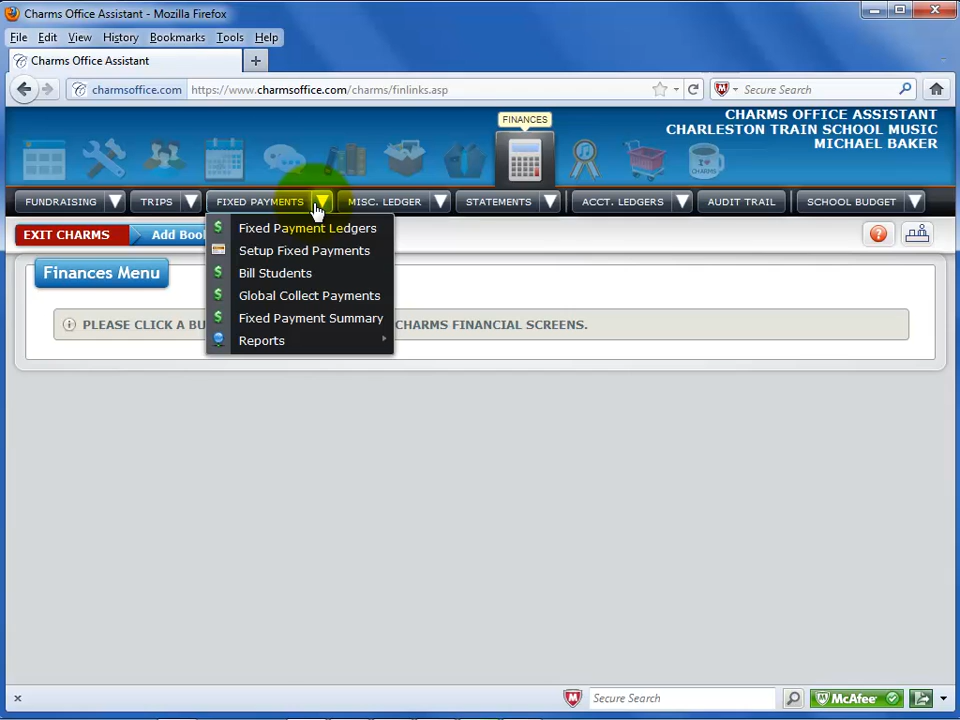 Charms Office Assistant - Mozilla Firefox
File Edit View History Bookmarks Tools Help
Charms Office Assistant
charmsoffice.com https://www.charmsoffice.com/charms/finlinks.asp Secure Search
FINANCES
CHARMS OFFICE ASSISTANT
CHARLESTON TRAIN SCHOOL MUSIC
MICHAEL BAKER
CHARMS
FUNDRAISING TRIPS FIXED PAYMENTS MISC. LEDGER STATEMENTS ACCT. LEDGERS AUDIT TRAIL SCHOOL BUDGET
EXIT CHARMS Add Boo
Fixed Payment Ledgers
Setup Fixed Payments
Bill Students
Global Collect Payments
Fixed Payment Summary
Reports
Finances Menu
PLEASE CLICK A BU CHARMS FINANCIAL SCREENS.
Secure Search McAfee